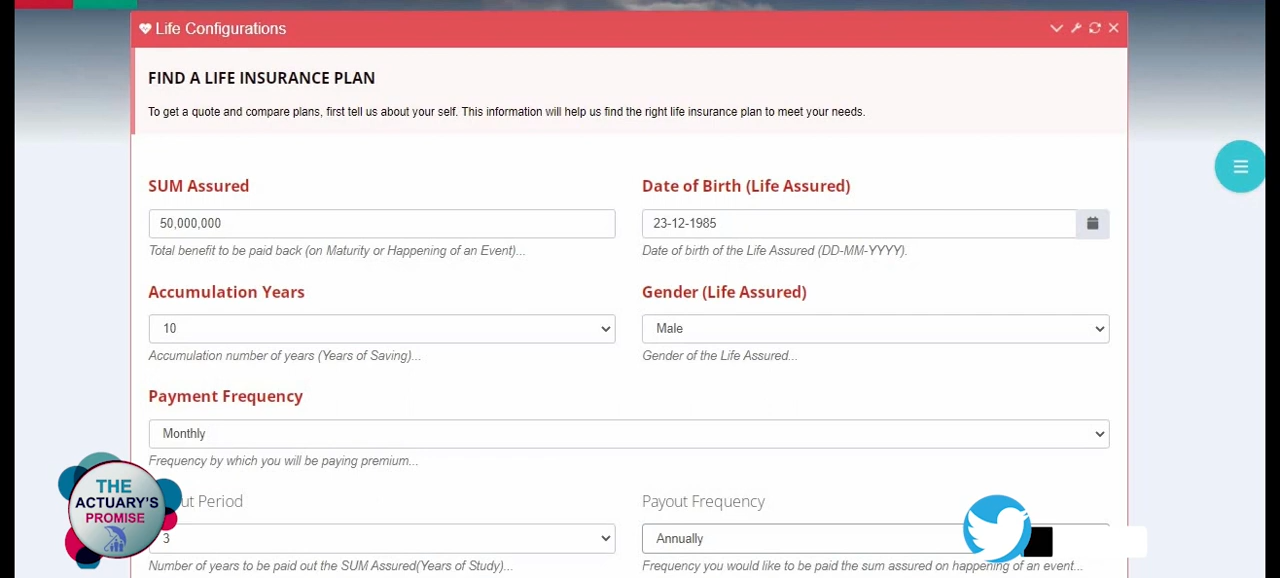 Life Configurations
FIND A LIFE INSURANCE PLAN
To get a quote and compare plans, first tell us about your self. This information will help us find the right life insurance plan to meet your needs.
SUM Assured
Date of Birth (Life Assured)
50,000,000
23-12-1985
Total benefit to be paid back (on Maturity or Happening of an Event)...
Date of birth of the Life Assured (DD-MM-YYYY).
Accumulation Years
Gender (Life Assured)
10
Male
Accumulation number of years (Years of Saving)...
Gender of the Life Assured...
Payment Frequency
Monthly
Frequency by which you will be paying premium...
THE
ACTUARY'S
PROMISE
ut Period
Payout Frequency
3
Annually
Number of years to be paid out the SUM Assured(Years of Study)...
Frequency you would like to be paid the sum assured on happening of an event...